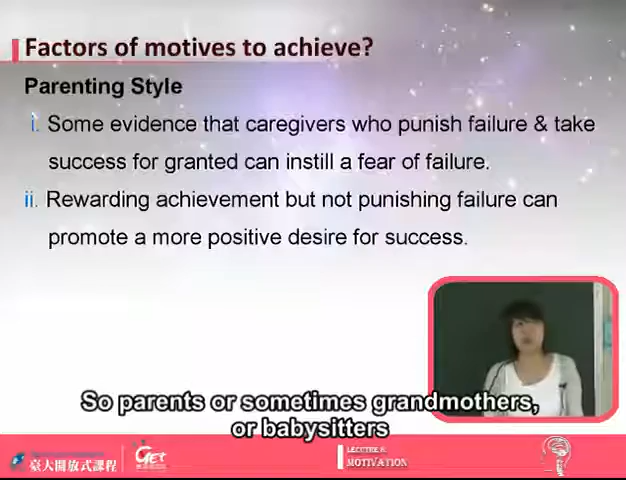 Factors of motives to achieve?
Parenting Style
i. Some evidence that caregivers who punish failure & take
success for granted can instill a fear of failure.
ii. Rewarding achievement but not punishing failure can
promote a more positive desire for success.
So parents or sometimes grandmothers,
or babysitters
臺大開放式課程
GET
MOTIVATION